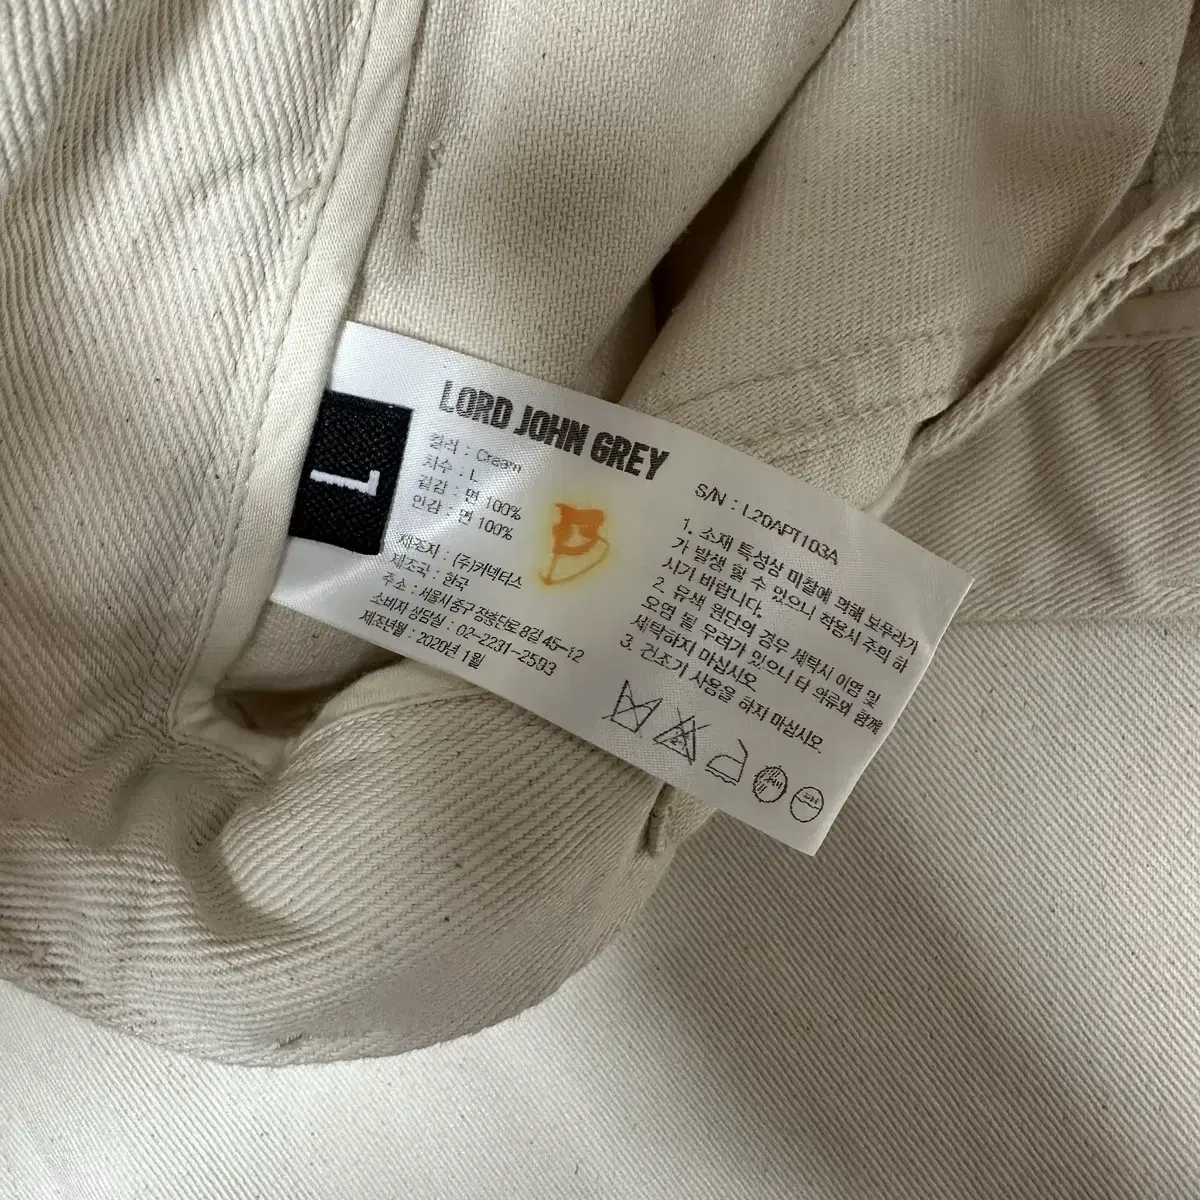 LORD JOHN GREY
컬러 : Cream
치수 : L
겉감 : 면 100%
안감 : 면 100%
제조자 : (주)커넥터스
제조국 : 한국
주소 : 서울시 중구 장충단로 8길 45-12
소비자 상담실 : 02-2231-2593
제조년월 : 2020년 1월
L
S/N : L20APT103A
1. 소재 특성상 마찰에 의해 보푸라기
가 발생 할 수 있으니 착용시 주의 하
시기 바랍니다.
2. 유색 원단의 경우 세탁시 이염 및
오염 될 우려가 있으니 타 의류와 함께
세탁하지 마십시오.
3. 건조기 사용을 하지 마십시오.